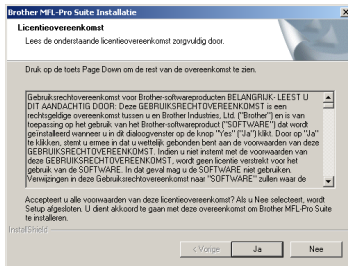 Brother MFL-Pro Suite Installatie
Licentieovereenkomst
Lees de onderstaande licentieovereenkomst zorgvuldig door.
Druk op de toets Page Down om de rest van de overeenkomst te zien.
Gebruiksrechtovereenkomst voor Brother-softwareproducten BELANGRIJK- LEEST U
DIT AANDACHTIG DOOR: Deze GEBRUIKSRECHTOVEREENKOMST is een
rechtsgeldige overeenkomst tussen u en Brother Industries, Ltd. ("Brother") en is van
toepassing op het gebruik van het Brother-softwareproduct ("SOFTWARE") dat wordt
geïnstalleerd wanneer u in dit dialoogvenster op de knop "Yes" ("Ja") klikt. Door op "Ja"
te klikken, stemt u ermee in dat u wettelijk gebonden bent aan de voorwaarden van deze
GEBRUIKSRECHTOVEREENKOMST. Indien u niet instemt met de voorwaarden van
deze GEBRUIKSRECHTOVEREENKOMST, wordt geen licentie verstrekt voor het
gebruik van de SOFTWARE. In dat geval mag u de SOFTWARE niet gebruiken.
Verwijzingen in deze Gebruiksrechtovereenkomst naar "SOFTWARE" zullen waar de
Accepteert u alle voorwaarden van deze licentieovereenkomst? Als u Nee selecteert, wordt
Setup afgesloten. U dient akkoord te gaan met deze overeenkomst om Brother MFL-Pro Suite
te installeren.
InstallShield
< Vorige Ja Nee